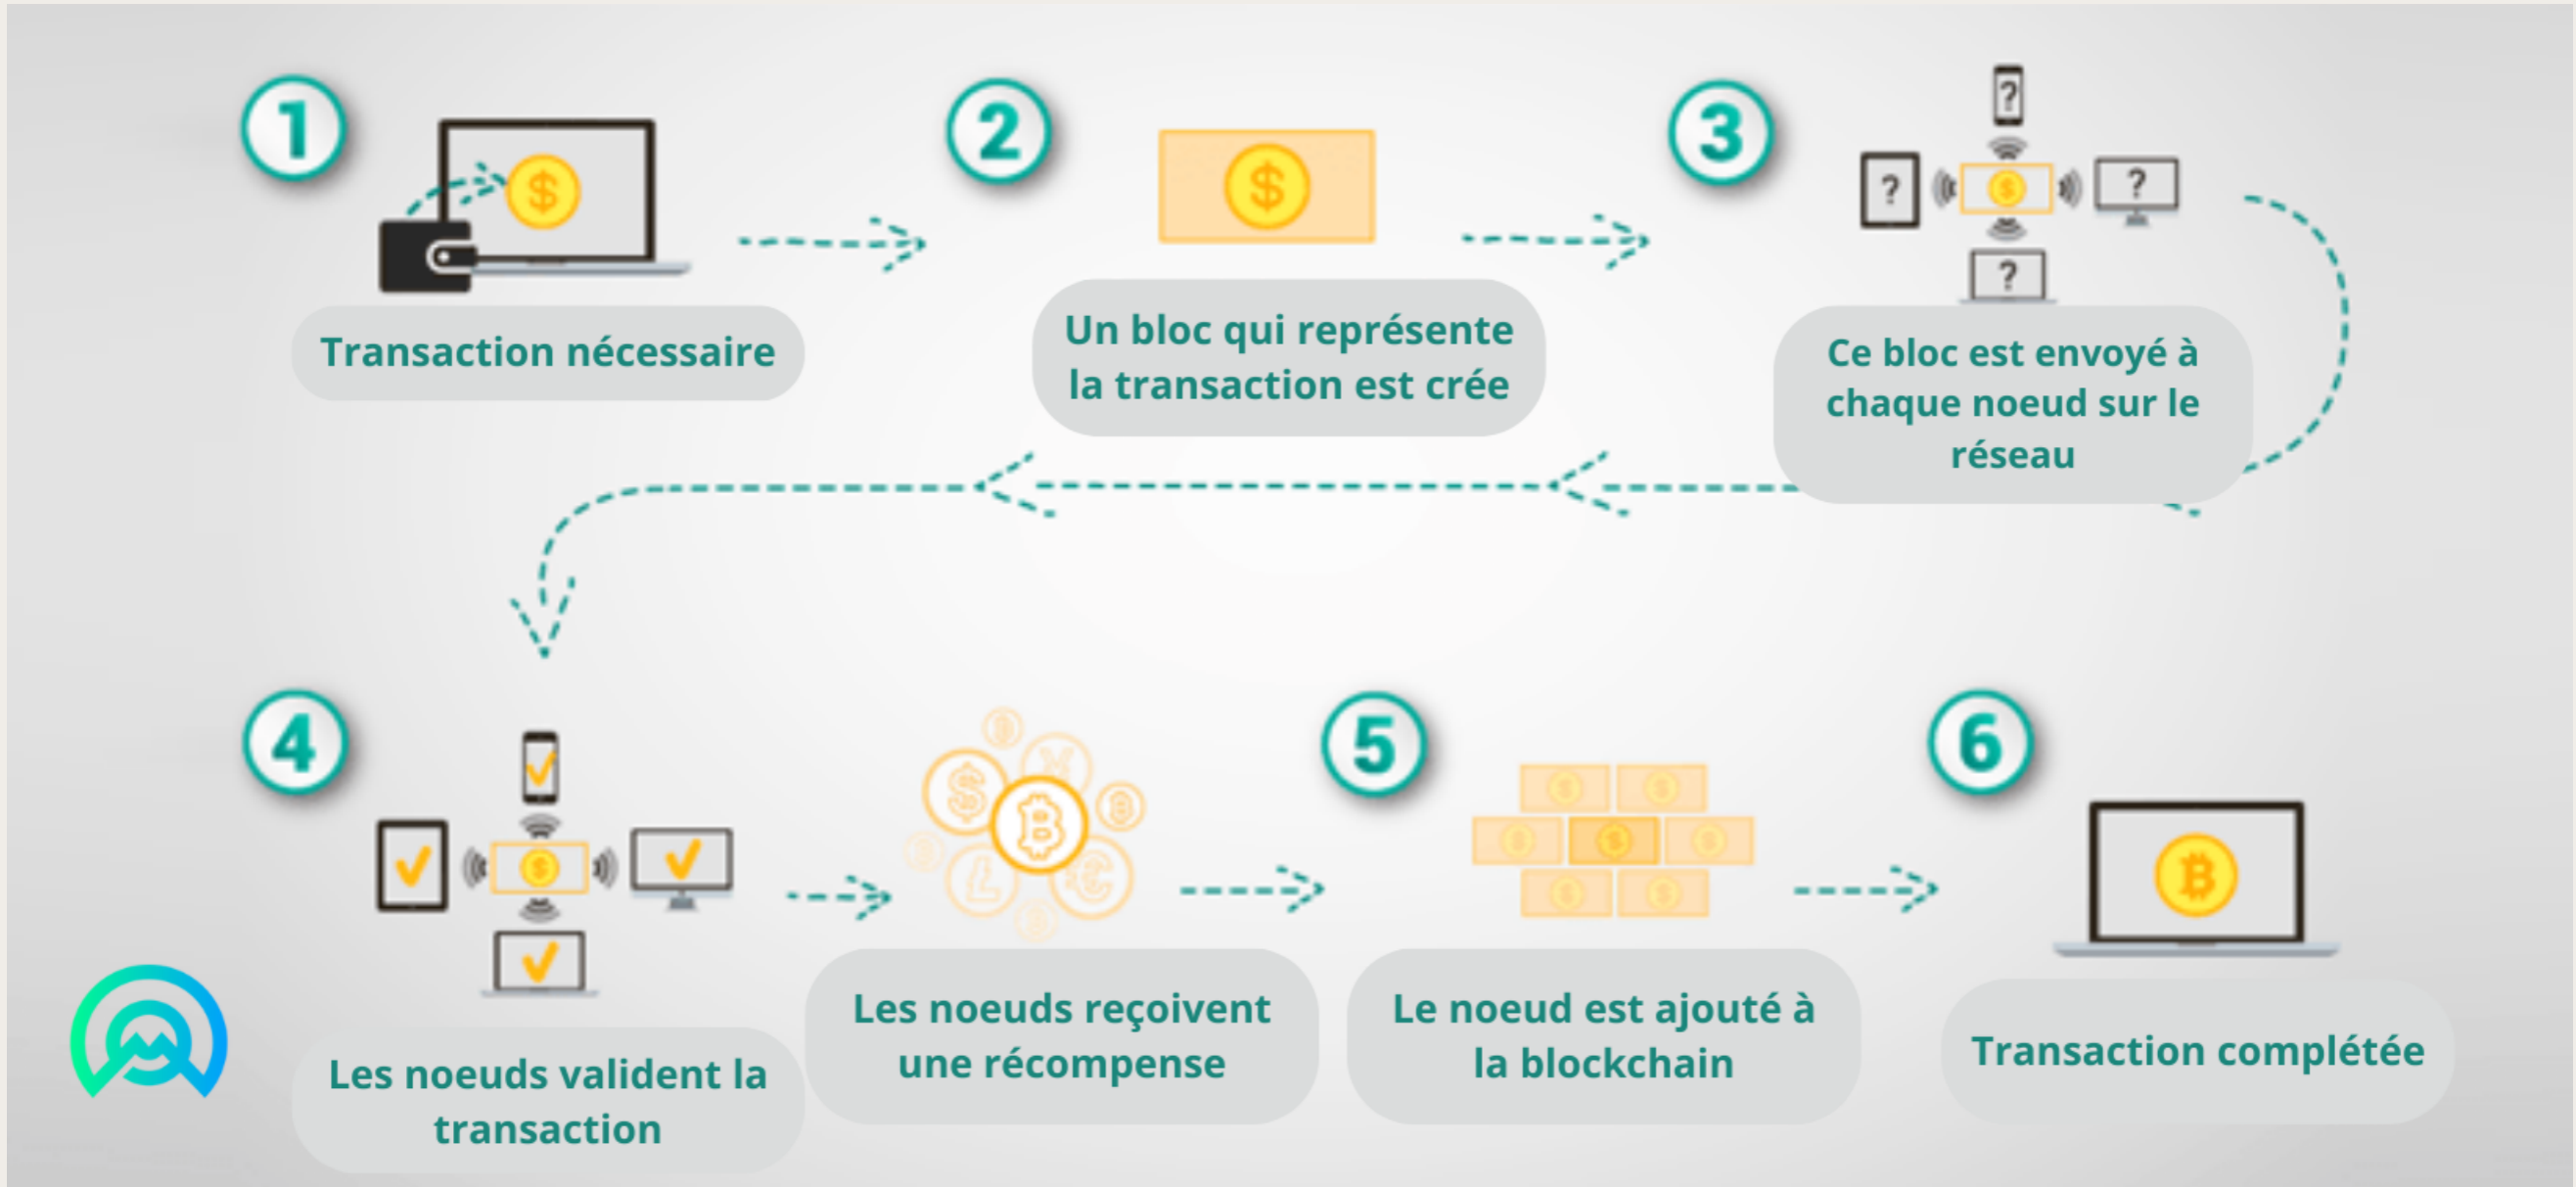 1
Transaction nécessaire
2
Un bloc qui représente
la transaction est crée
3
Ce bloc est envoyé à
chaque noeud sur le
réseau
4
Les noeuds valident la
transaction
Les noeuds reçoivent
une récompense
5
Le noeud est ajouté à
la blockchain
6
Transaction complétée